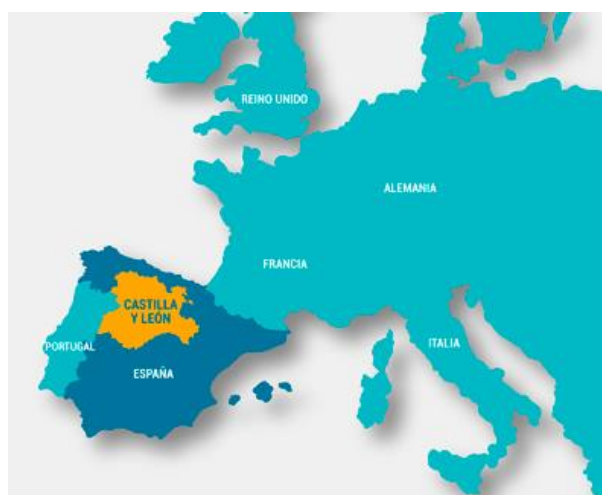 REINO UNIDO
ALEMANIA
FRANCIA
CASTILLA
Y LEÓN
PORTUGAL
ITALIA
ESPAÑA